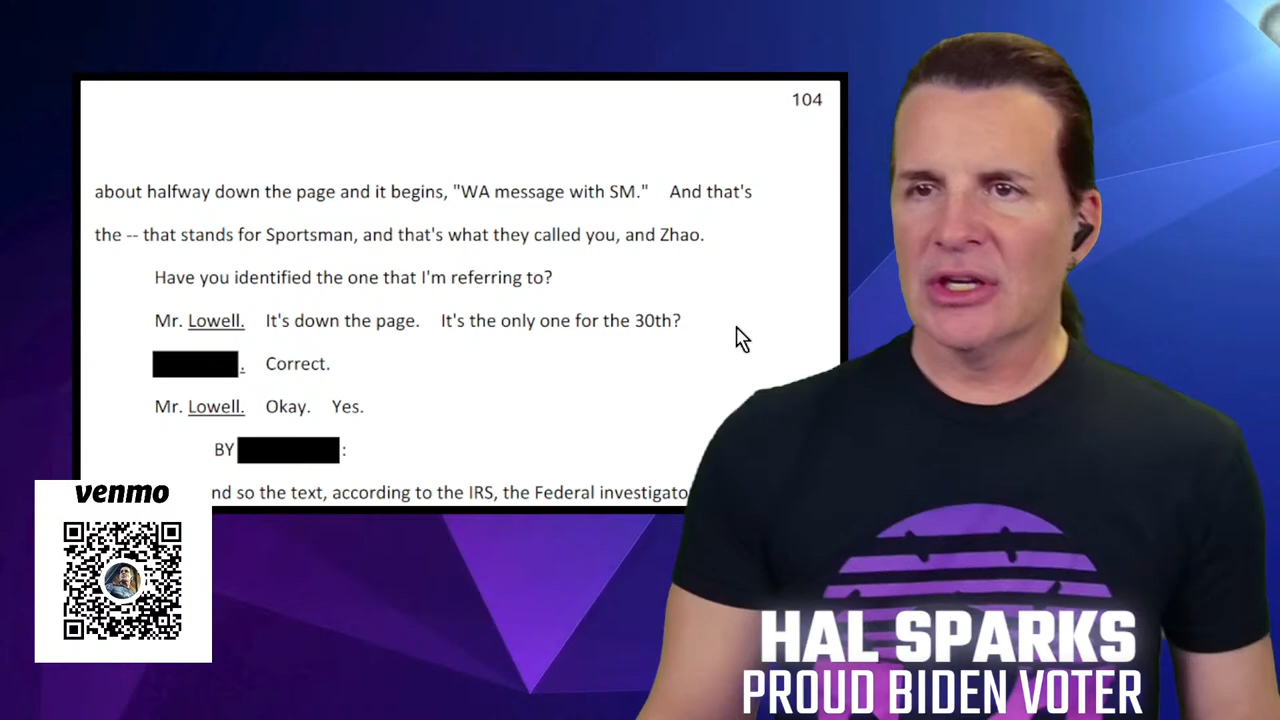 104
about halfway down the page and it begins, "WA message with SM." And that's
the -- that stands for Sportsman, and that's what they called you, and Zhao.
Have you identified the one that I'm referring to?
Mr. Lowell. It's down the page. It's the only one for the 30th?
. Correct.
Mr. Lowell. Okay. Yes.
BY :
nd so the text, according to the IRS, the Federal investigato
venmo
HAL SPARKS
PROUD BIDEN VOTER